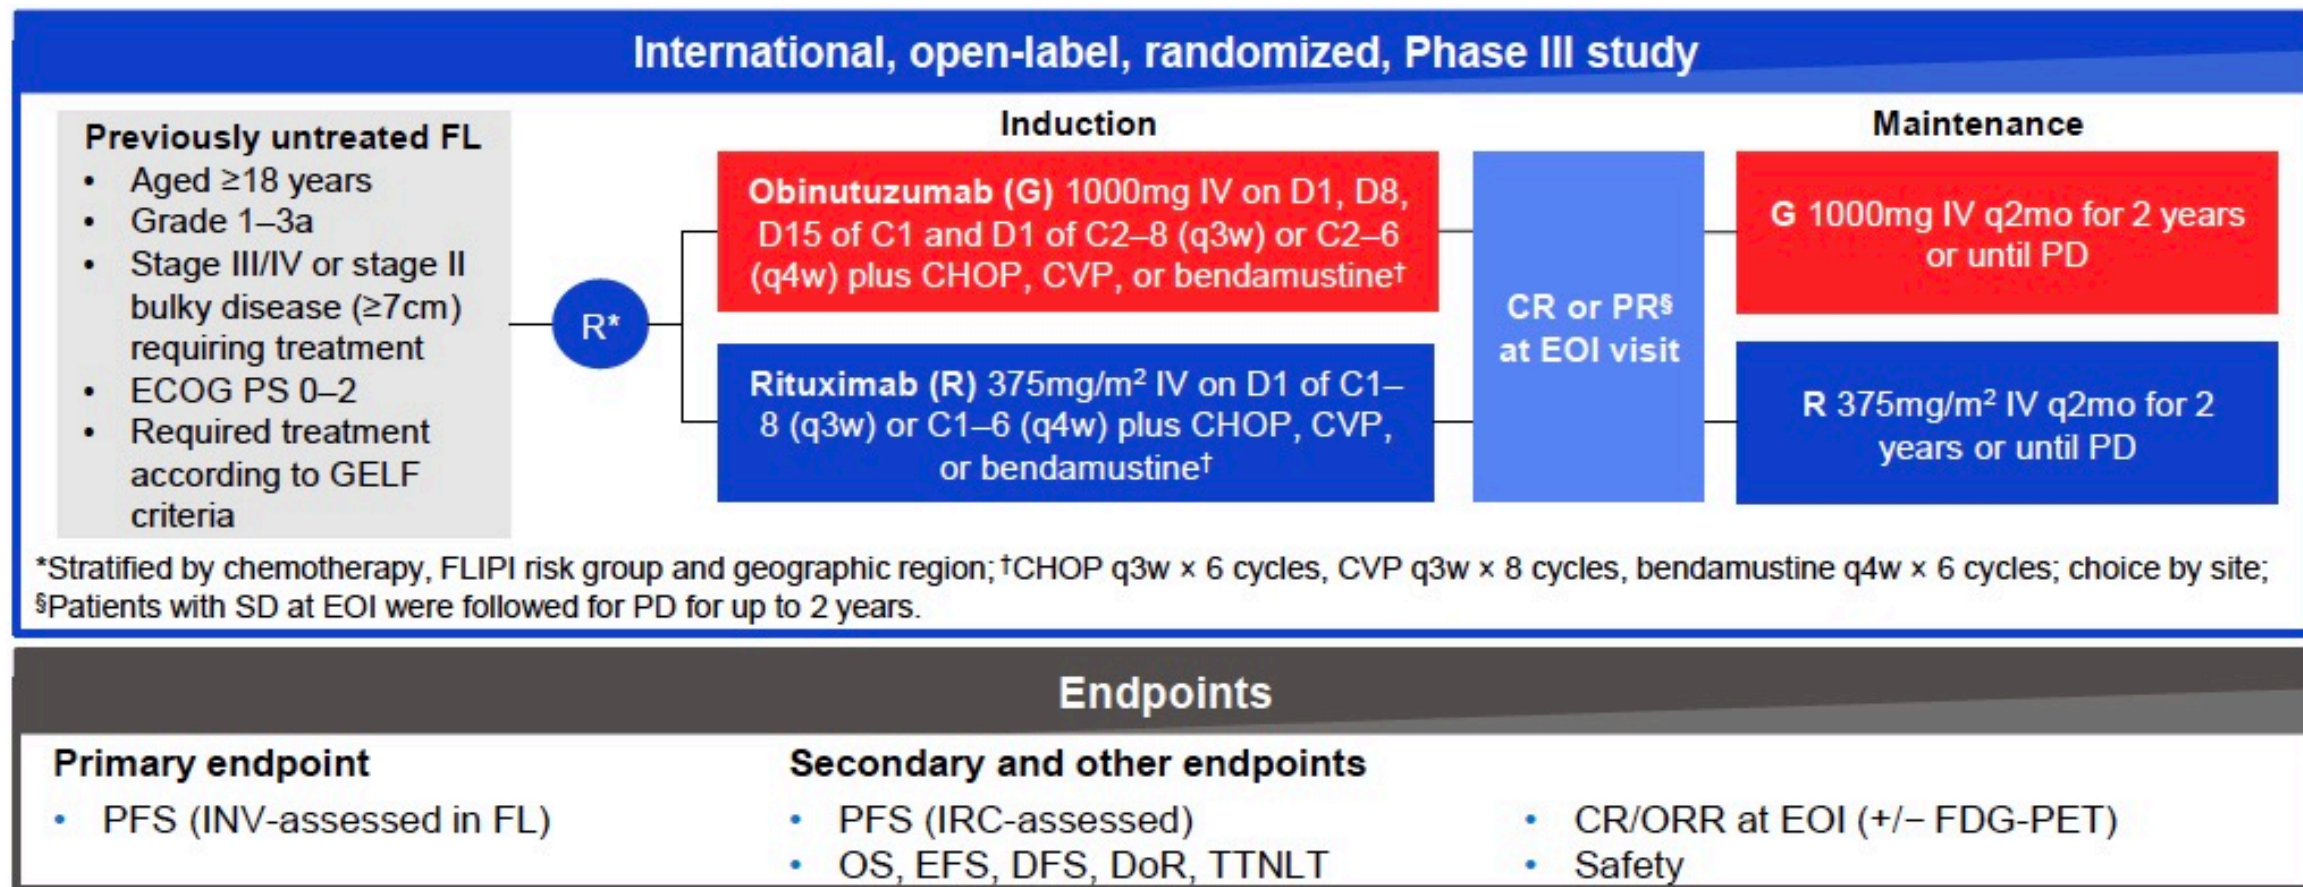 International, open-label, randomized, Phase III study
Previously untreated FL
• Aged ≥18 years
• Grade 1–3a
• Stage III/IV or stage II
bulky disease (≥7cm)
requiring treatment
• ECOG PS 0–2
• Required treatment
according to GELF
criteria
R*
Induction
Obinutuzumab (G) 1000mg IV on D1, D8,
D15 of C1 and D1 of C2–8 (q3w) or C2–6
(q4w) plus CHOP, CVP, or bendamustine†
Rituximab (R) 375mg/m² IV on D1 of C1–
8 (q3w) or C1–6 (q4w) plus CHOP, CVP,
or bendamustine†
CR or PR§
at EOI visit
Maintenance
G 1000mg IV q2mo for 2 years
or until PD
R 375mg/m² IV q2mo for 2
years or until PD
*Stratified by chemotherapy, FLIPI risk group and geographic region; †CHOP q3w × 6 cycles, CVP q3w × 8 cycles, bendamustine q4w × 6 cycles; choice by site;
§Patients with SD at EOI were followed for PD for up to 2 years.
Endpoints
Primary endpoint
• PFS (INV-assessed in FL)
Secondary and other endpoints
• PFS (IRC-assessed)
• OS, EFS, DFS, DoR, TTNLT
• CR/ORR at EOI (+/− FDG-PET)
• Safety